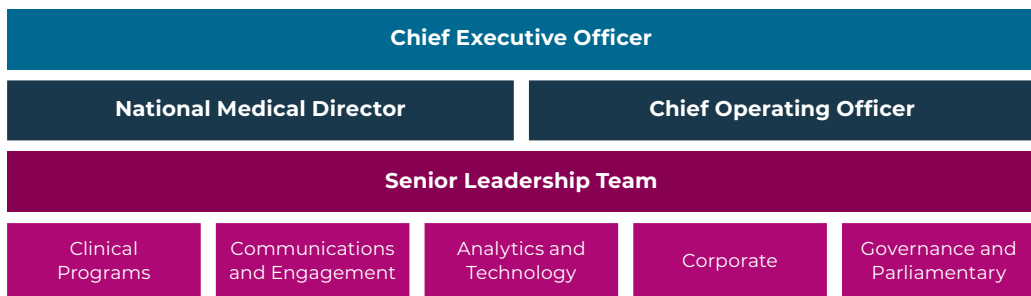 Chief Executive Officer
National Medical Director
Chief Operating Officer
Senior Leadership Team
Clinical
Programs
Communications
and Engagement
Analytics and
Technology
Corporate
Governance and
Parliamentary